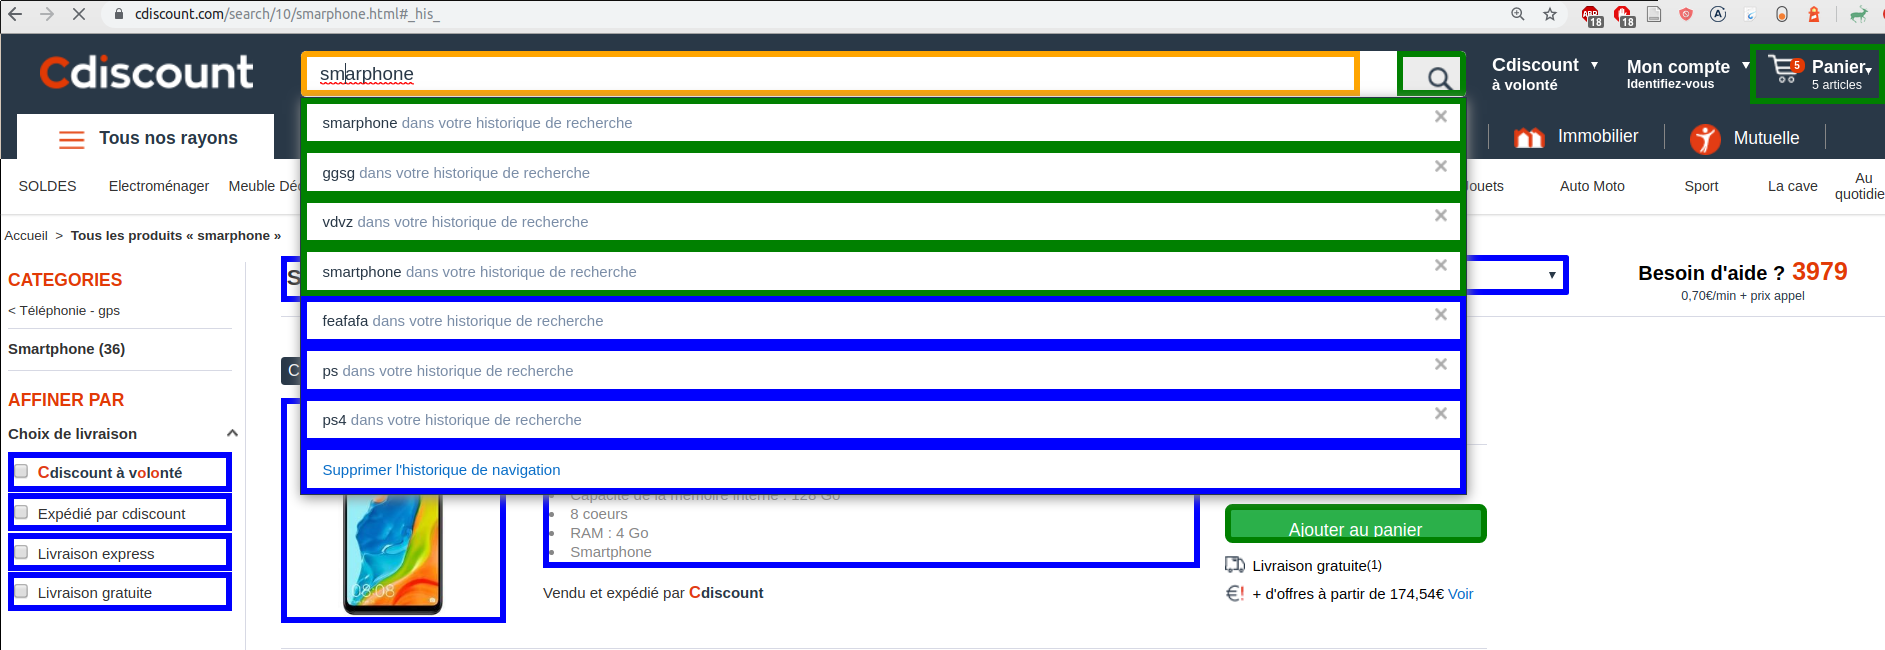 cdiscount.com/search/10/smarphone.html#_his_
18
18
Cdiscount
smarphone
Cdiscount
à volonté
Mon compte
Identifiez-vous
5
Panier
5 articles
Tous nos rayons
smarphone dans votre historique de recherche
Immobilier
Mutuelle
ggsg dans votre historique de recherche
SOLDES
Electroménager
Meuble Déc
Jouets
Auto Moto
Sport
La cave
Au
quotidie
vdvz dans votre historique de recherche
Accueil > Tous les produits « smarphone »
smartphone dans votre historique de recherche
S
Besoin d'aide ? 3979
0,70€/min + prix appel
CATEGORIES
< Téléphonie - gps
feafafa dans votre historique de recherche
Smartphone (36)
C
ps dans votre historique de recherche
AFFINER PAR
ps4 dans votre historique de recherche
Choix de livraison
Supprimer l'historique de navigation
Cdiscount à volonté
Expédié par cdiscount
Livraison express
Livraison gratuite
08:08
Capacité de la mémoire interne : 128 Go
8 coeurs
RAM : 4 Go
Smartphone
Vendu et expédié par Cdiscount
Ajouter au panier
Livraison gratuite(1)
+ d'offres à partir de 174,54€ Voir